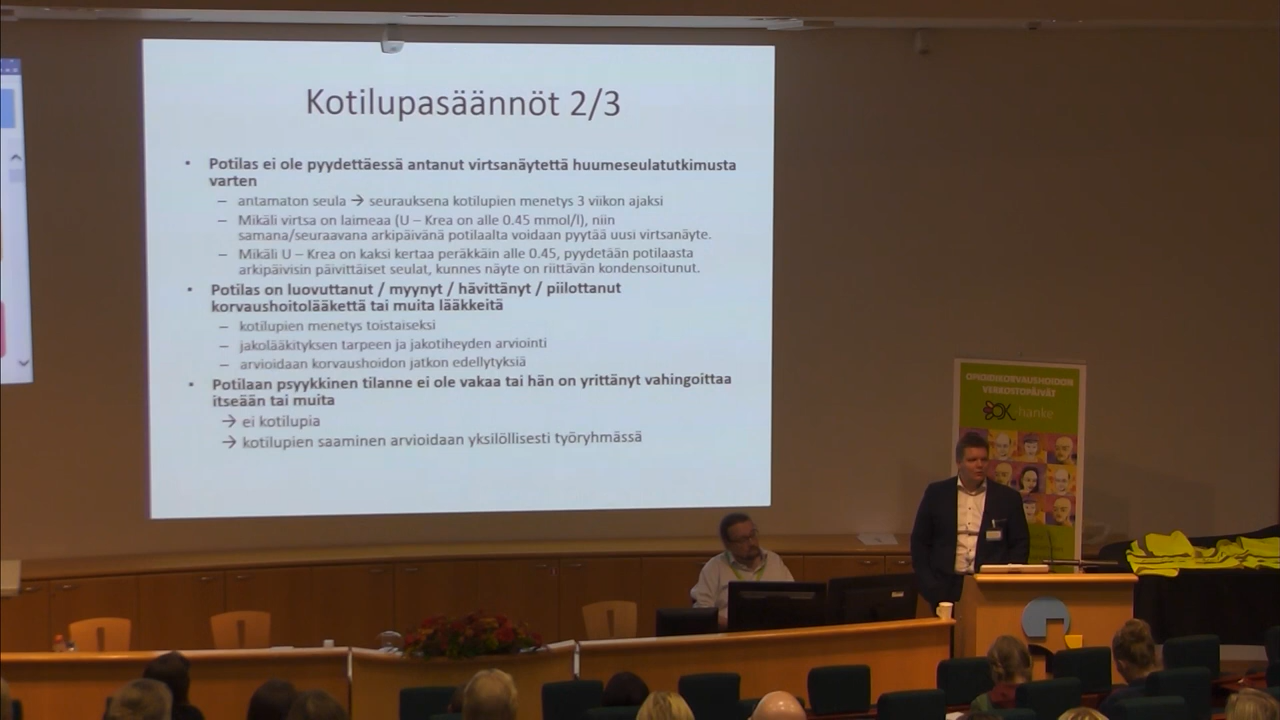 Kotilupasäännöt 2/3
• Potilas ei ole pyydettäessä antanut virtsanäytettä huumeseulatutkimusta
varten
– antamaton seula → seurauksena kotilupien menetys 3 viikon ajaksi
– Mikäli virtsa on laimeaa (U – Krea on alle 0.45 mmol/l), niin
samana/seuraavana arkipäivänä potilaalta voidaan pyytää uusi virtsanäyte.
– Mikäli U – Krea on kaksi kertaa peräkkäin alle 0.45, pyydetään potilaasta
arkipäivisin päivittäiset seulat, kunnes näyte on riittävän kondensoitunut.
• Potilas on luovuttanut / myynyt / hävittänyt / piilottanut
korvaushoitolääkettä tai muita lääkkeitä
– kotilupien menetys toistaiseksi
– jakolääkityksen tarpeen ja jakotiheyden arviointi
– arvioidaan korvaushoidon jatkon edellytyksiä
• Potilaan psyykkinen tilanne ei ole vakaa tai hän on yrittänyt vahingoittaa
itseään tai muita
→ ei kotilupia
→ kotilupien saaminen arvioidaan yksilöllisesti työryhmässä
OPIOIDIKORVAUSHOIDON
VERKOSTOPÄIVÄT
OK-hanke